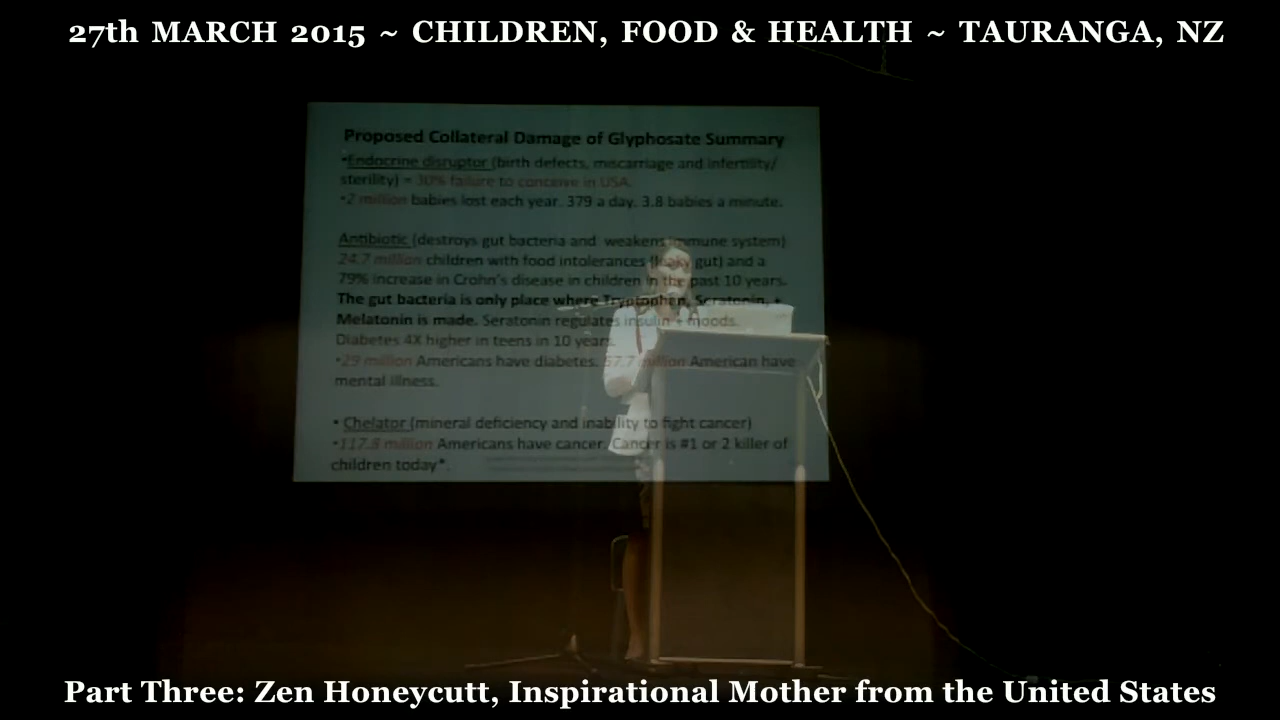 27th MARCH 2015 ~ CHILDREN, FOOD & HEALTH ~ TAURANGA, NZ
Proposed Collateral Damage of Glyphosate Summary
•Endocrine disruptor (birth defects, miscarriage and infertility/
sterility) = 30% failure to conceive in USA.
•2 million babies lost each year. 379 a day. 3.8 babies a minute.
Antibiotic (destroys gut bacteria and weakens immune system)
24.7 million children with food intolerances (leaky gut) and a
79% increase in Crohn's disease in children in the past 10 years.
The gut bacteria is only place where Tryptophen, Seratonin, +
Melatonin is made. Seratonin regulates insulin + moods.
Diabetes 4X higher in teens in 10 years.
•29 million Americans have diabetes. 57.7 million American have
mental illness.
• Chelator (mineral deficiency and inability to fight cancer)
•117.8 million Americans have cancer. Cancer is #1 or 2 killer of
children today*.
Part Three: Zen Honeycutt, Inspirational Mother from the United States